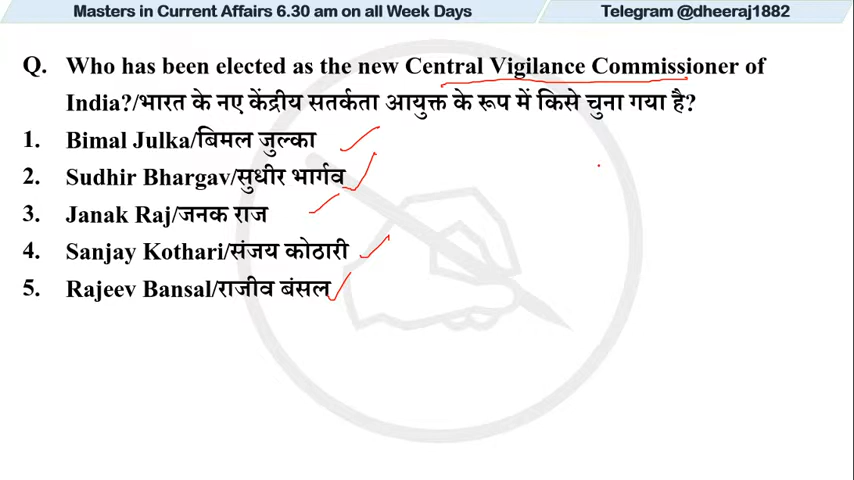 Masters in Current Affairs 6.30 am on all Week Days
Telegram @dheeraj1882
Q. Who has been elected as the new Central Vigilance Commissioner of
India?/भारत के नए केंद्रीय सतर्कता आयुक्त के रूप में किसे चुना गया है?
1. Bimal Julka/बिमल जुल्का
2. Sudhir Bhargav/सुधीर भार्गव
3. Janak Raj/जनक राज
4. Sanjay Kothari/संजय कोठारी
5. Rajeev Bansal/राजीव बंसल